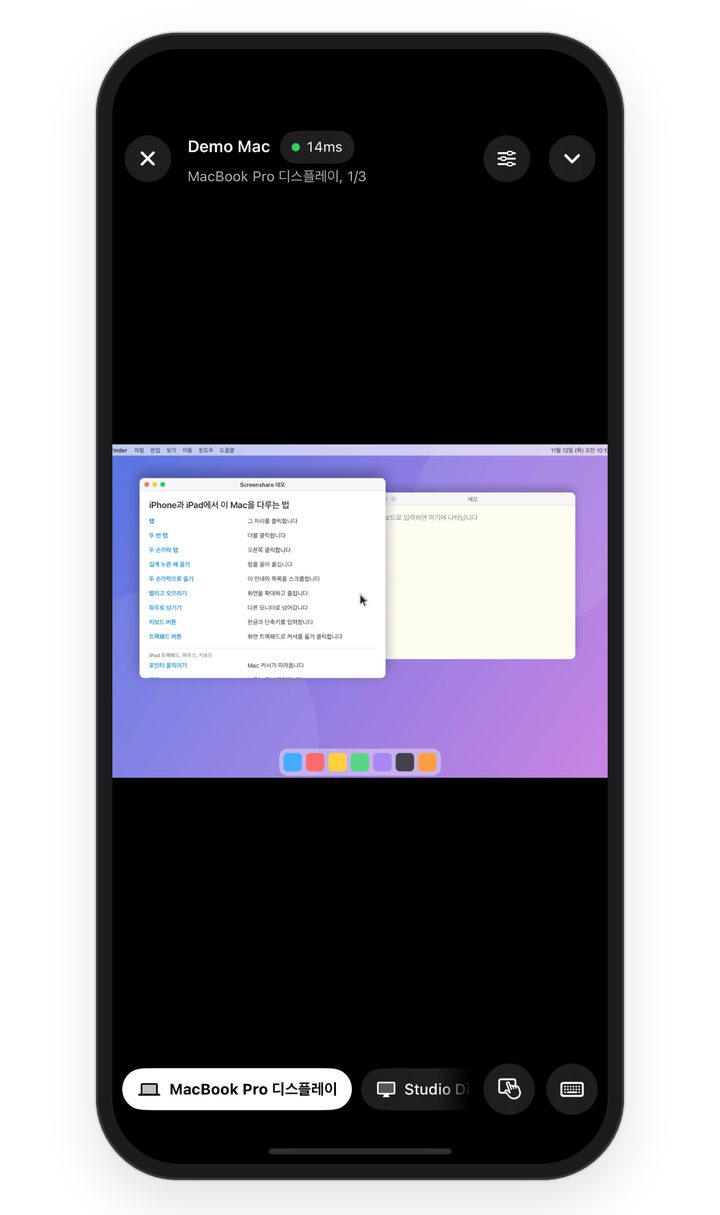 Demo Mac
14ms
MacBook Pro 디스플레이, 1/3
inder 파일 편집 보기 이동 윈도우 도움말
11월 12일 (목) 오전 10:1
Screenshare 데모
iPhone과 iPad에서 이 Mac을 다루는 법
탭 그 자리를 클릭합니다
두 번 탭 더블 클릭합니다
두 손가락 탭 오른쪽 클릭합니다
길게 누른 채 끌기 창을 끌어 옮깁니다
두 손가락으로 쓸기 이 안내와 목록을 스크롤합니다
벌리고 오므리기 화면을 확대하고 줄입니다
좌우로 넘기기 다른 모니터로 넘어갑니다
키보드 버튼 한글과 단축키를 입력합니다
트랙패드 버튼 화면 트랙패드로 커서를 옮겨 클릭합니다
iPad 트랙패드, 마우스, 키보드
포인터 움직이기 Mac 커서가 따라옵니다
메모
보드로 입력하면 여기에 나타납니다
MacBook Pro 디스플레이
Studio Di